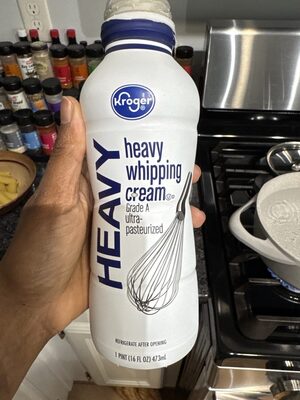 Kroger
HEAVY
heavy
whipping
cream
Grade A
ultra-
pasteurized
REFRIGERATE AFTER OPENING
1 PINT (16 FL OZ) 473mL